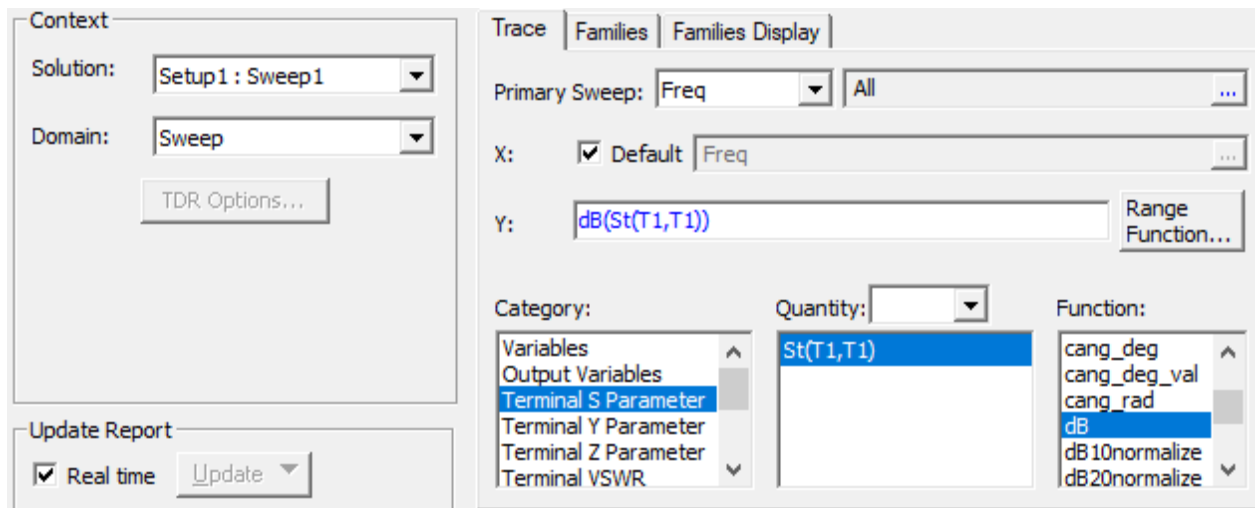 Context
Solution:
Setup1 : Sweep1
Domain:
Sweep
TDR Options...
Update Report
Real time
Update
Trace
Families
Families Display
Primary Sweep:
Freq
All
...
X:
Default
Freq
...
Y:
dB(St(T1,T1))
Range
Function...
Category:
Variables
Output Variables
Terminal S Parameter
Terminal Y Parameter
Terminal Z Parameter
Terminal VSWR
Quantity:
St(T1,T1)
Function:
cang_deg
cang_deg_val
cang_rad
dB
dB10normalize
dB20normalize